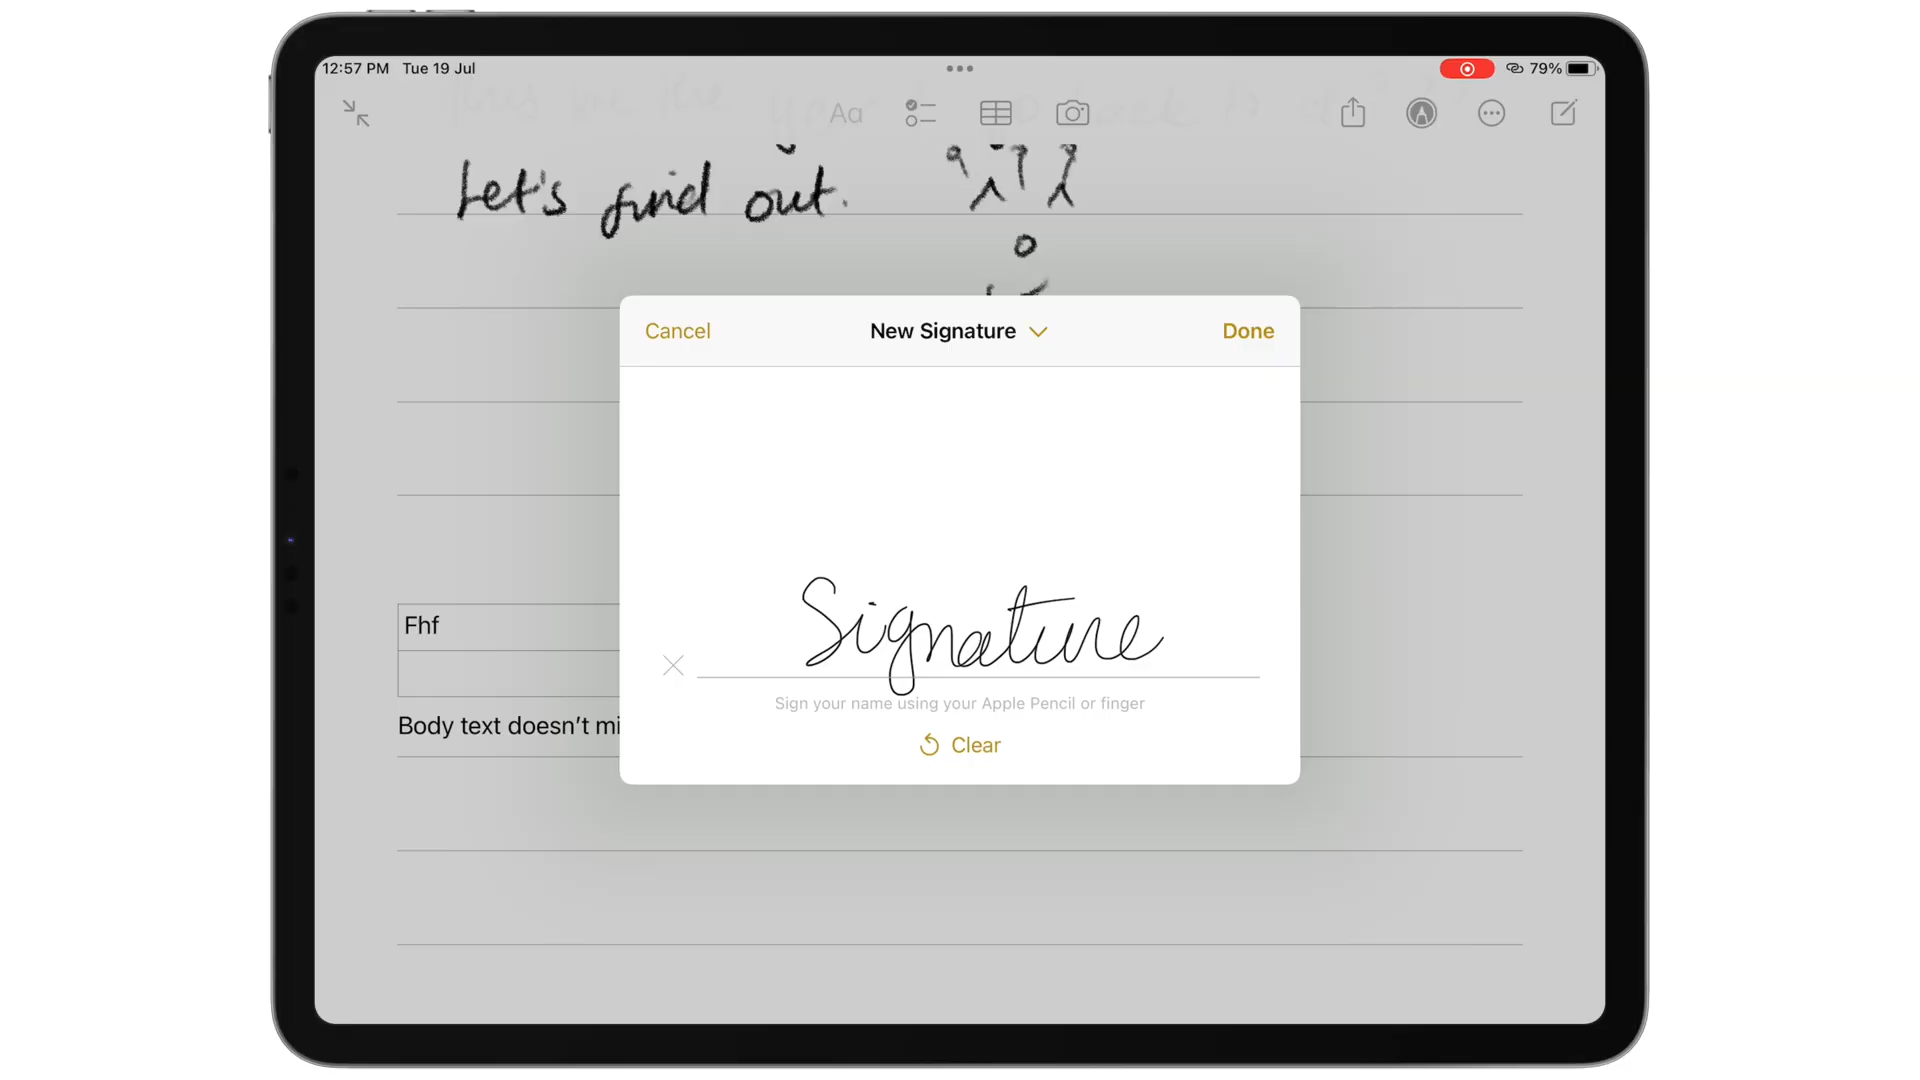 12:57 PM Tue 19 Jul
79%
Aa
Let's find out.
Cancel
New Signature
Done
Signature
Sign your name using your Apple Pencil or finger
Clear
Fhf
Body text doesn't mi